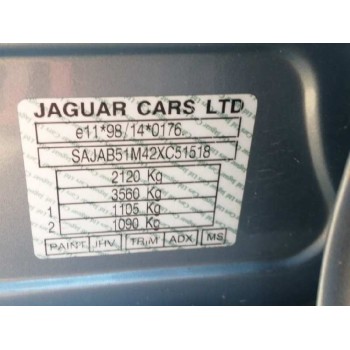 JAGUAR CARS LTD
e11*98/14*0176
SAJAB51M42XC51518
2120 Kg
3560 Kg
1 1105 Kg
2 1090 Kg
PAINT JHV TRIM ADX MS